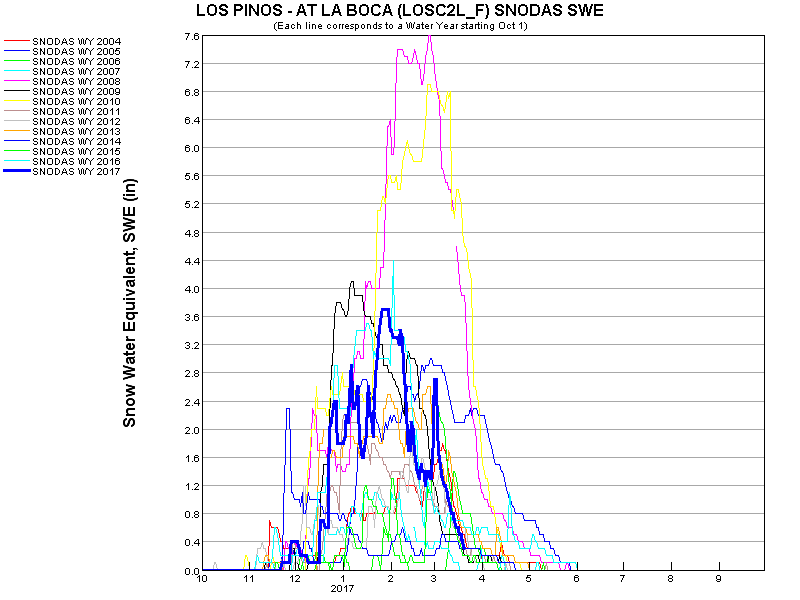 LOS PINOS - AT LA BOCA (LOSC2L_F) SNODAS SWE
(Each line corresponds to a Water Year starting Oct 1)
SNODAS WY 2004
SNODAS WY 2005
SNODAS WY 2006
SNODAS WY 2007
SNODAS WY 2008
SNODAS WY 2009
SNODAS WY 2010
SNODAS WY 2011
SNODAS WY 2012
SNODAS WY 2013
SNODAS WY 2014
SNODAS WY 2015
SNODAS WY 2016
SNODAS WY 2017
Snow Water Equivalent, SWE (in)
7.6
7.2
6.8
6.4
6.0
5.6
5.2
4.8
4.4
4.0
3.6
3.2
2.8
2.4
2.0
1.6
1.2
0.8
0.4
0.0
10 11 12 1 2 3 4 5 6 7 8 9
2017